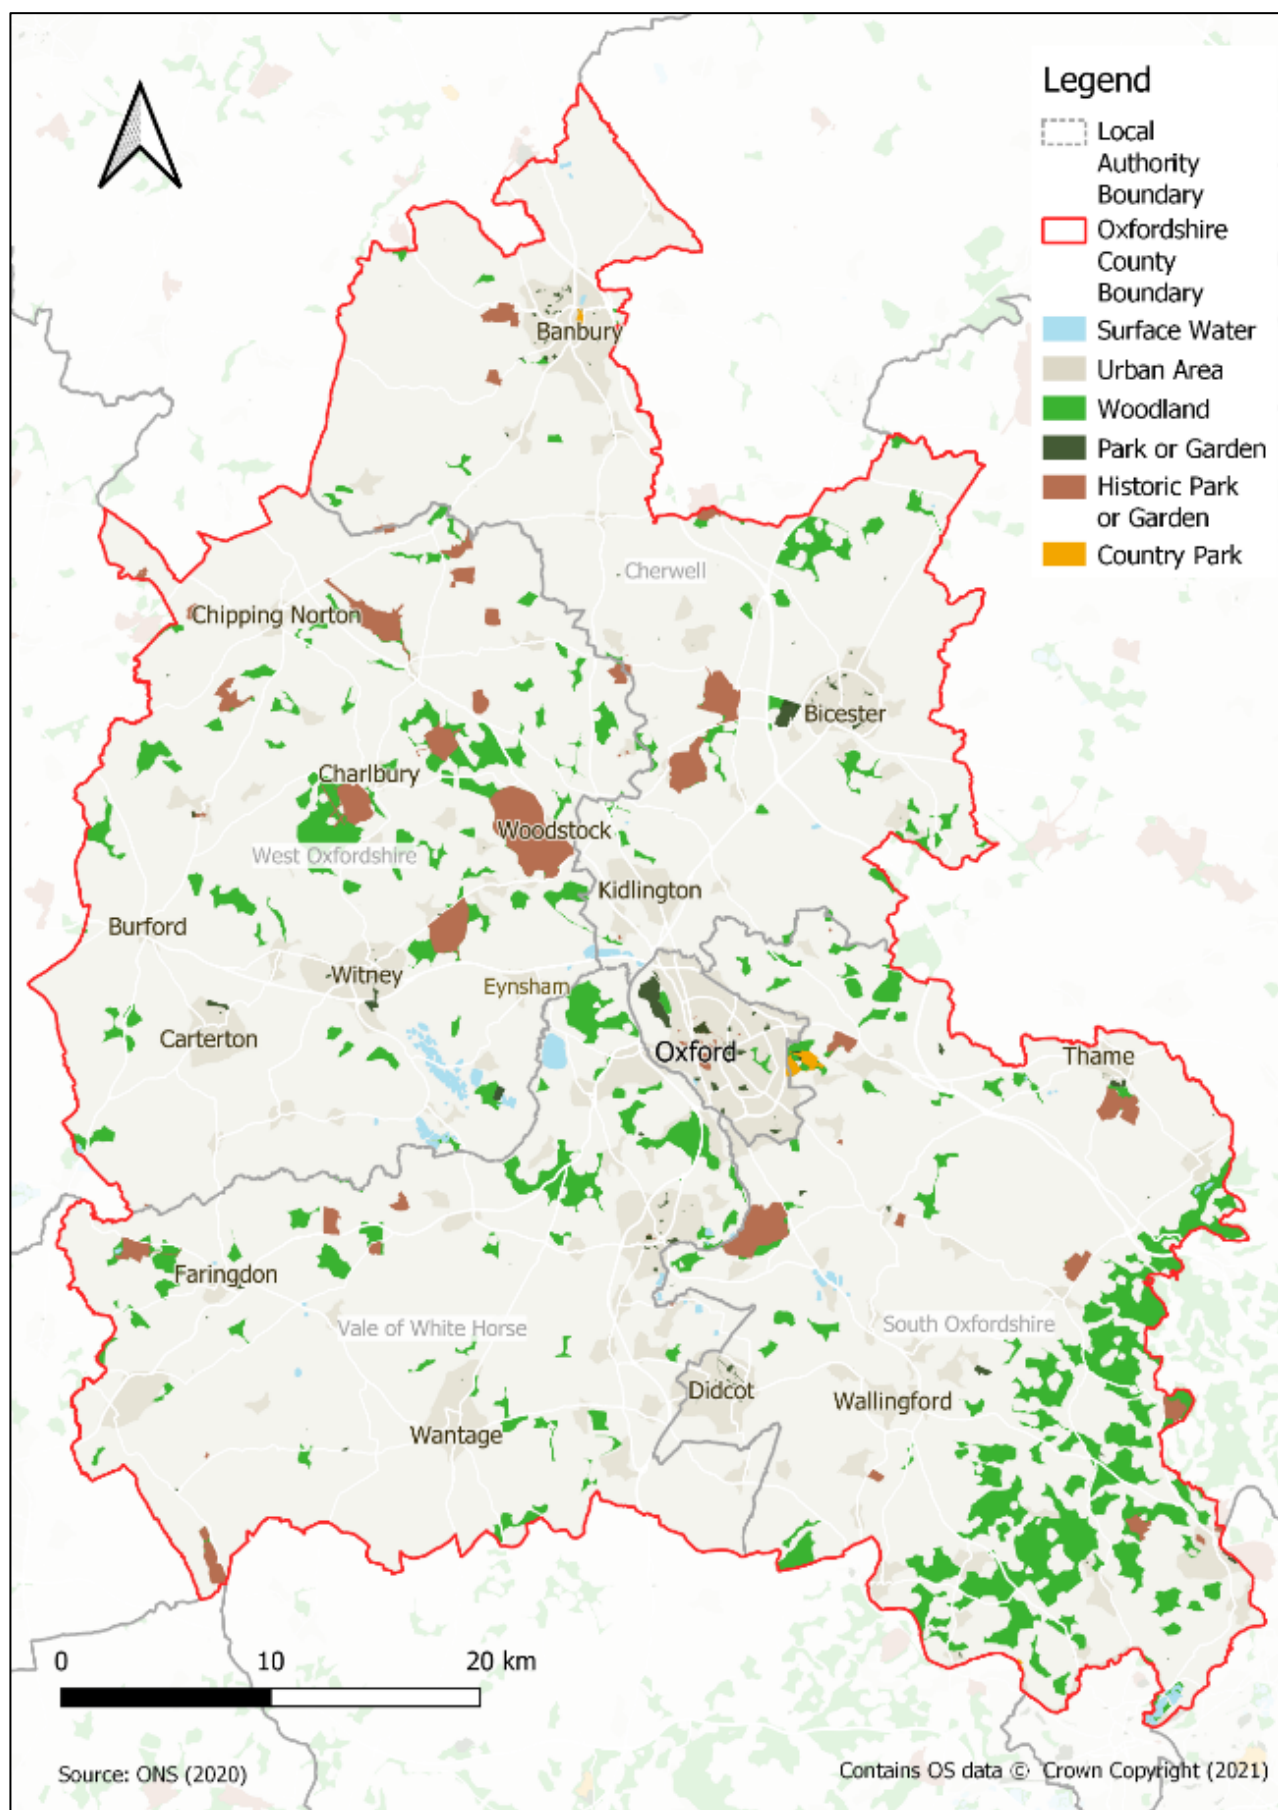 Legend
Local
Authority
Boundary
Oxfordshire
County
Boundary
Surface Water
Urban Area
Woodland
Park or Garden
Historic Park
or Garden
Country Park
Banbury
Cherwell
Chipping Norton
Bicester
Charlbury
Woodstock
West Oxfordshire
Kidlington
Burford
Witney
Eynsham
Carterton
Oxford
Thame
Faringdon
Vale of White Horse
South Oxfordshire
Didcot
Wallingford
Wantage
0 10 20 km
Source: ONS (2020)
Contains OS data © Crown Copyright (2021)